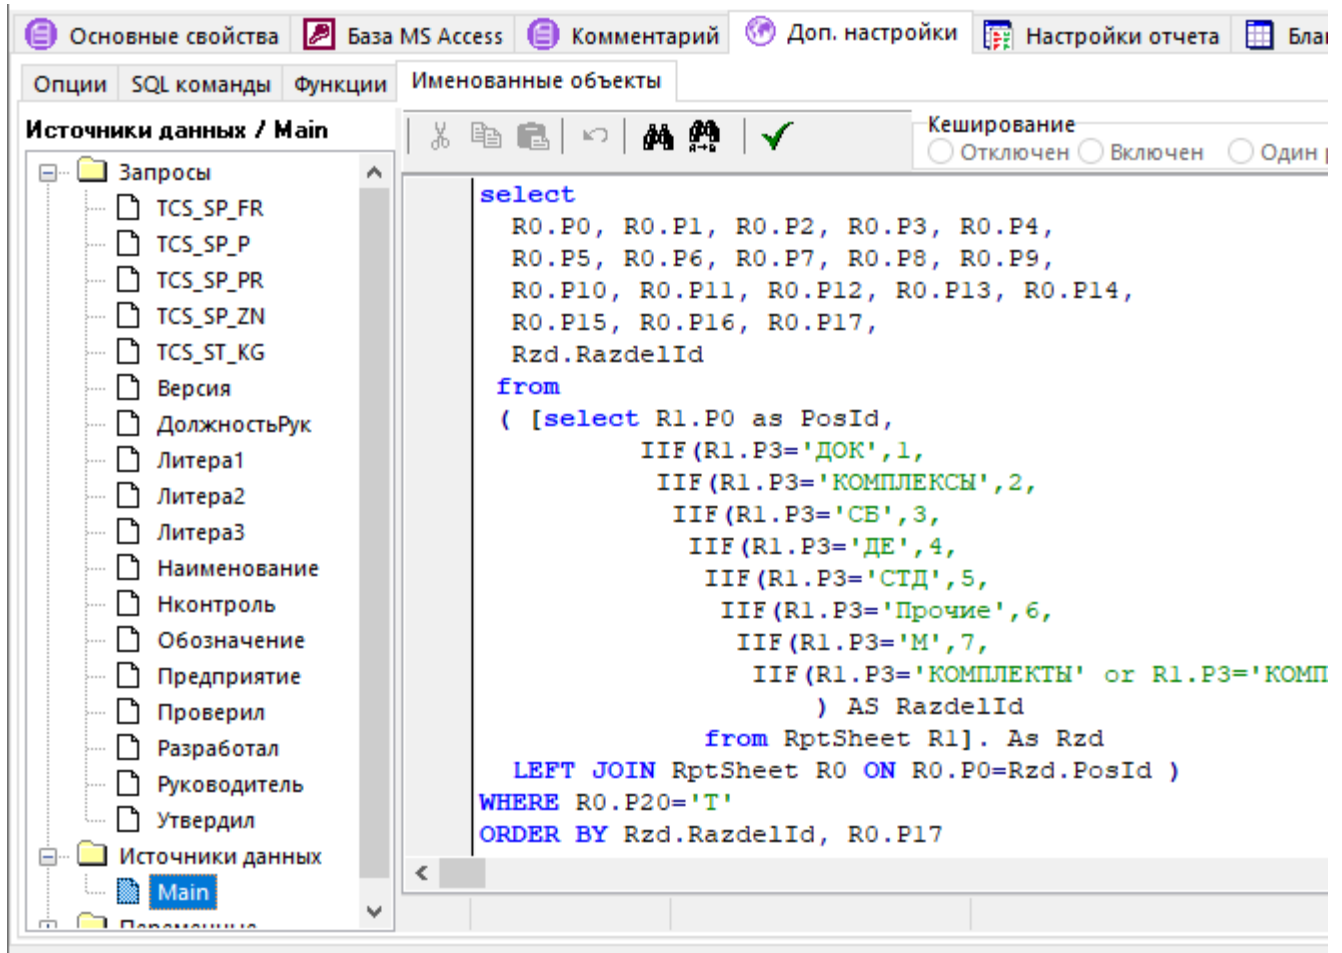 Основные свойства База MS Access Комментарий Доп. настройки Настройки отчета
Опции SQL команды Функции Именованные объекты
Источники данных / Main
Кеширование
Отключен Включен Один
Запросы
TCS_SP_FR
TCS_SP_P
TCS_SP_PR
TCS_SP_ZN
TCS_ST_KG
Версия
ДолжностьРук
Литера1
Литера2
Литера3
Наименование
Нконтроль
Обозначение
Предприятие
Проверил
Разработал
Руководитель
Утвердил
Источники данных
Main
Переменные
select
R0.P0, R0.P1, R0.P2, R0.P3, R0.P4,
R0.P5, R0.P6, R0.P7, R0.P8, R0.P9,
R0.P10, R0.P11, R0.P12, R0.P13, R0.P14,
R0.P15, R0.P16, R0.P17,
Rzd.RazdelId
from
( [select R1.P0 as PosId,
IIF(R1.P3='ДОК',1,
IIF(R1.P3='КОМПЛЕКСЫ',2,
IIF(R1.P3='СБ',3,
IIF(R1.P3='ДЕ',4,
IIF(R1.P3='СТД',5,
IIF(R1.P3='Прочие',6,
IIF(R1.P3='М',7,
IIF(R1.P3='КОМПЛЕКТЫ' or R1.P3='КОМП
) AS RazdelId
from RptSheet R1]. As Rzd
LEFT JOIN RptSheet R0 ON R0.P0=Rzd.PosId )
WHERE R0.P20='T'
ORDER BY Rzd.RazdelId, R0.P17